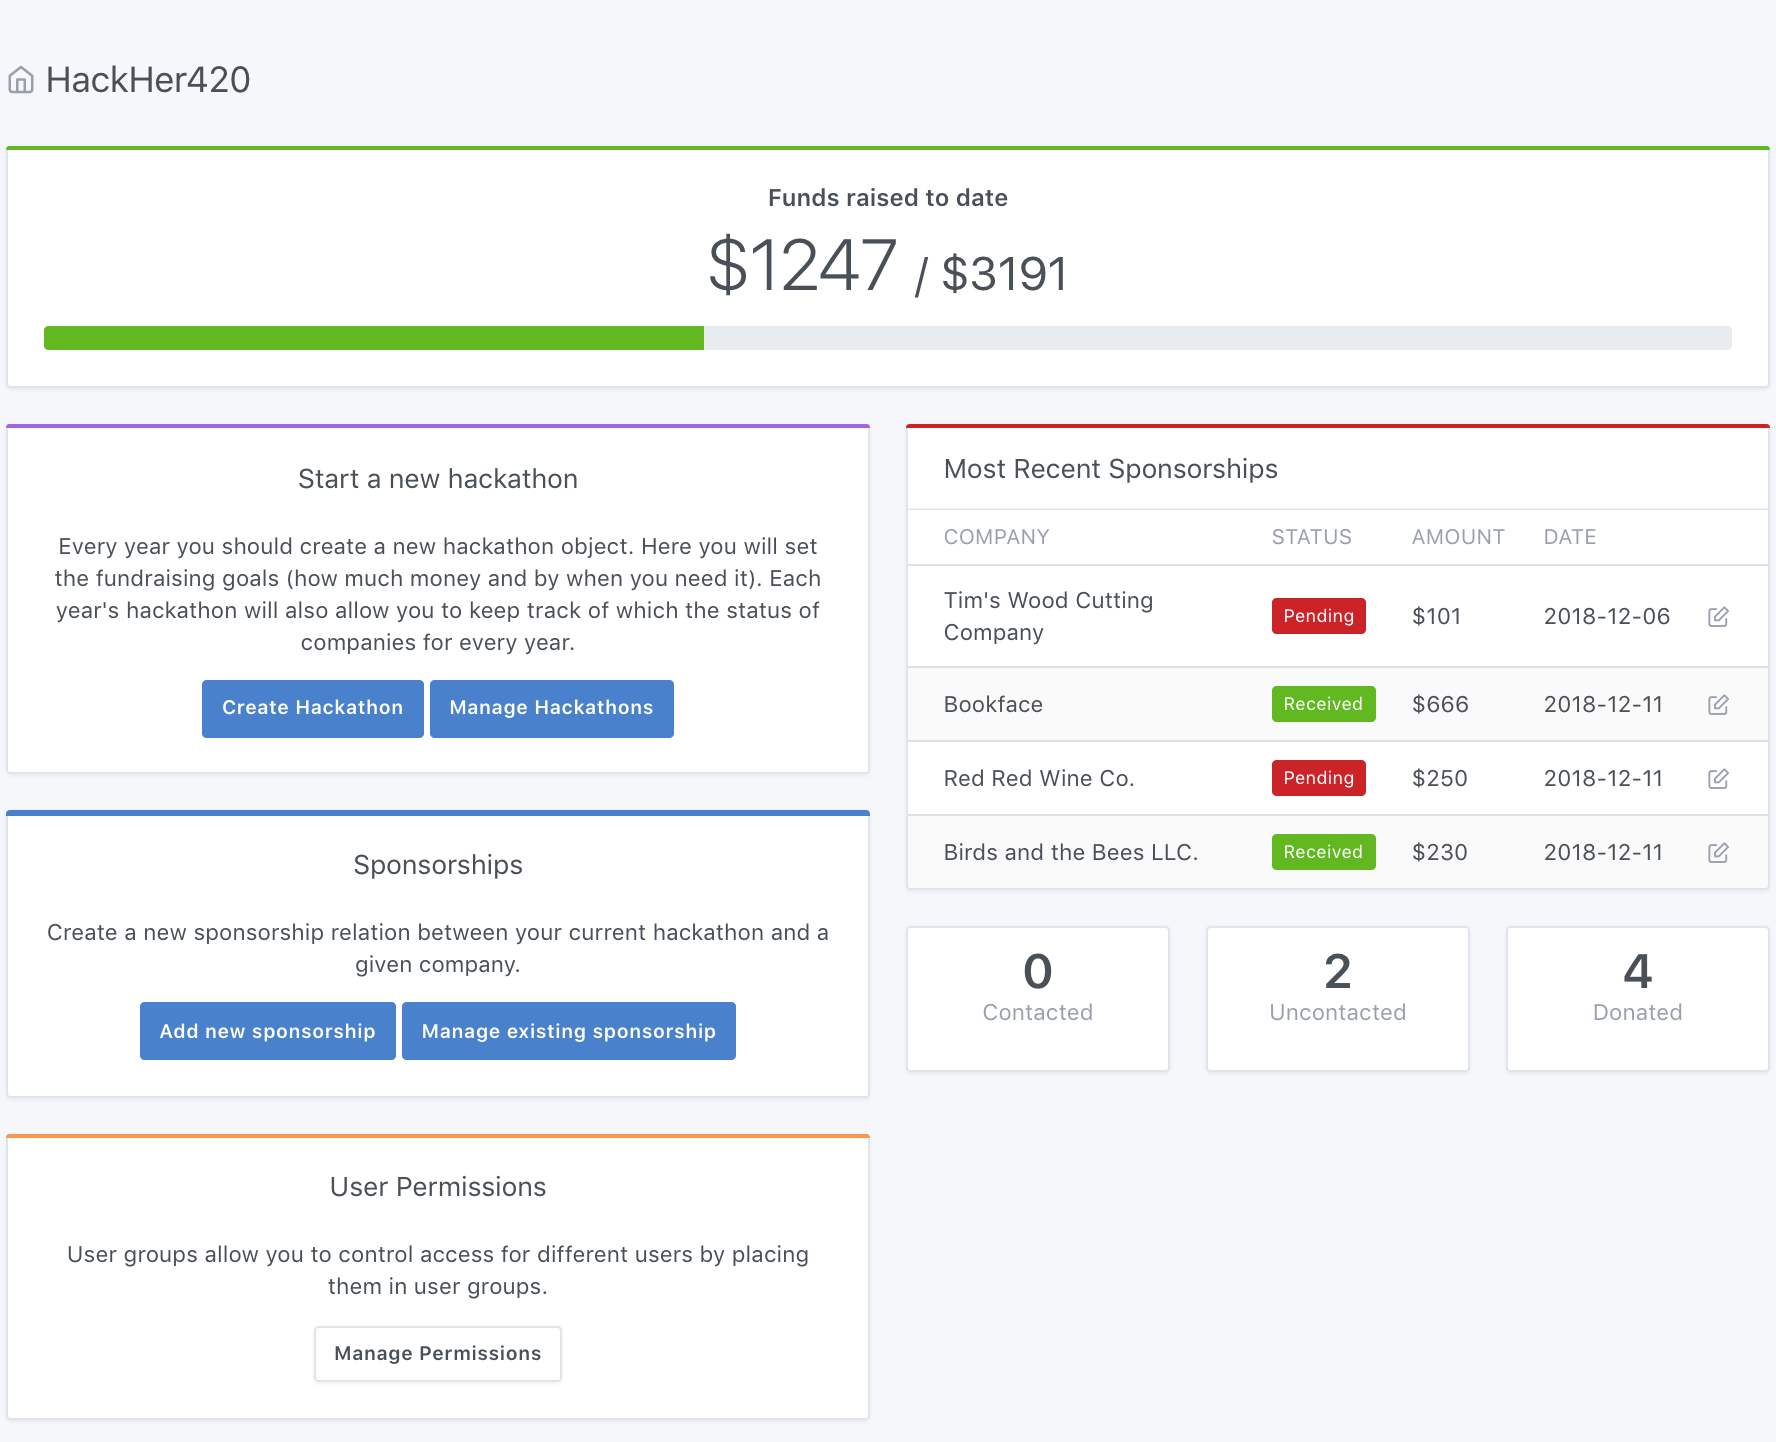 HackHer420
Funds raised to date
$1247 / $3191
Start a new hackathon
Every year you should create a new hackathon object. Here you will set
the fundraising goals (how much money and by when you need it). Each
year's hackathon will also allow you to keep track of which the status of
companies for every year.
Create Hackathon Manage Hackathons
Sponsorships
Create a new sponsorship relation between your current hackathon and a
given company.
Add new sponsorship Manage existing sponsorship
User Permissions
User groups allow you to control access for different users by placing
them in user groups.
Manage Permissions
Most Recent Sponsorships
COMPANY STATUS AMOUNT DATE
Tim's Wood Cutting
Company
Pending $101 2018-12-06
Bookface Received $666 2018-12-11
Red Red Wine Co. Pending $250 2018-12-11
Birds and the Bees LLC. Received $230 2018-12-11
0
Contacted
2
Uncontacted
4
Donated